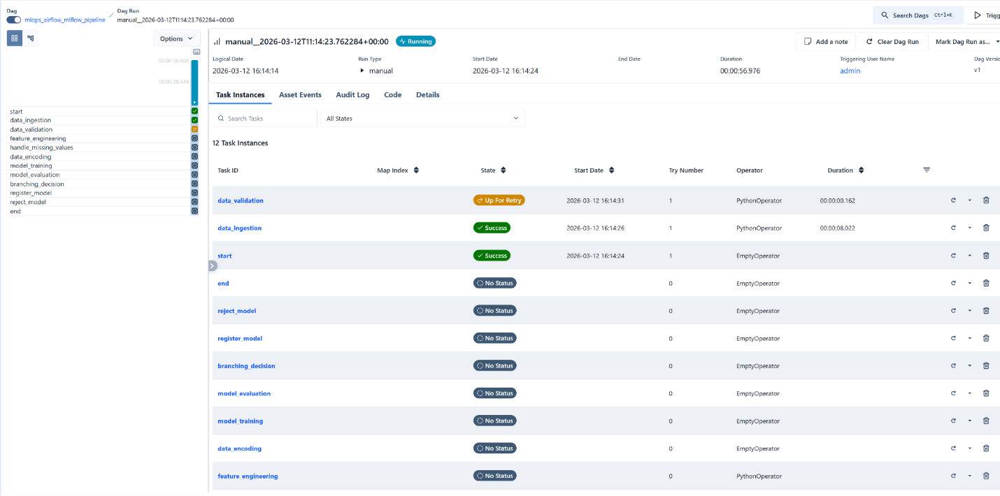 Dag
Dag Run
mlops_airflow_mlflow_pipeline
manual__2026-03-12T11:14:23.762284+00:00
Search Dags Ctrl+K
Trigg
Options
00:00:56.888
00:00:28.444
start
data_ingestion
data_validation
feature_engineering
handle_missing_values
data_encoding
model_training
model_evaluation
branching_decision
register_model
reject_model
end
manual__2026-03-12T11:14:23.762284+00:00 Running
Add a note
Clear Dag Run
Mark Dag Run as...
Logical Date Run Type Start Date End Date Duration Triggering User Name Dag Versio
2026-03-12 16:14:14 manual 2026-03-12 16:14:24 00:00:56.976 admin v1
Task Instances Asset Events Audit Log Code Details
Search Tasks All States
12 Task Instances
Task ID Map Index State Start Date Try Number Operator Duration
data_validation Up For Retry 2026-03-12 16:14:31 1 PythonOperator 00:00:00.162
data_ingestion Success 2026-03-12 16:14:26 1 PythonOperator 00:00:08.022
start Success 2026-03-12 16:14:24 1 EmptyOperator
end No Status 0 EmptyOperator
reject_model No Status 0 EmptyOperator
register_model No Status 0 EmptyOperator
branching_decision No Status 0 EmptyOperator
model_evaluation No Status 0 EmptyOperator
model_training No Status 0 EmptyOperator
data_encoding No Status 0 EmptyOperator
feature_engineering No Status 0 PythonOperator